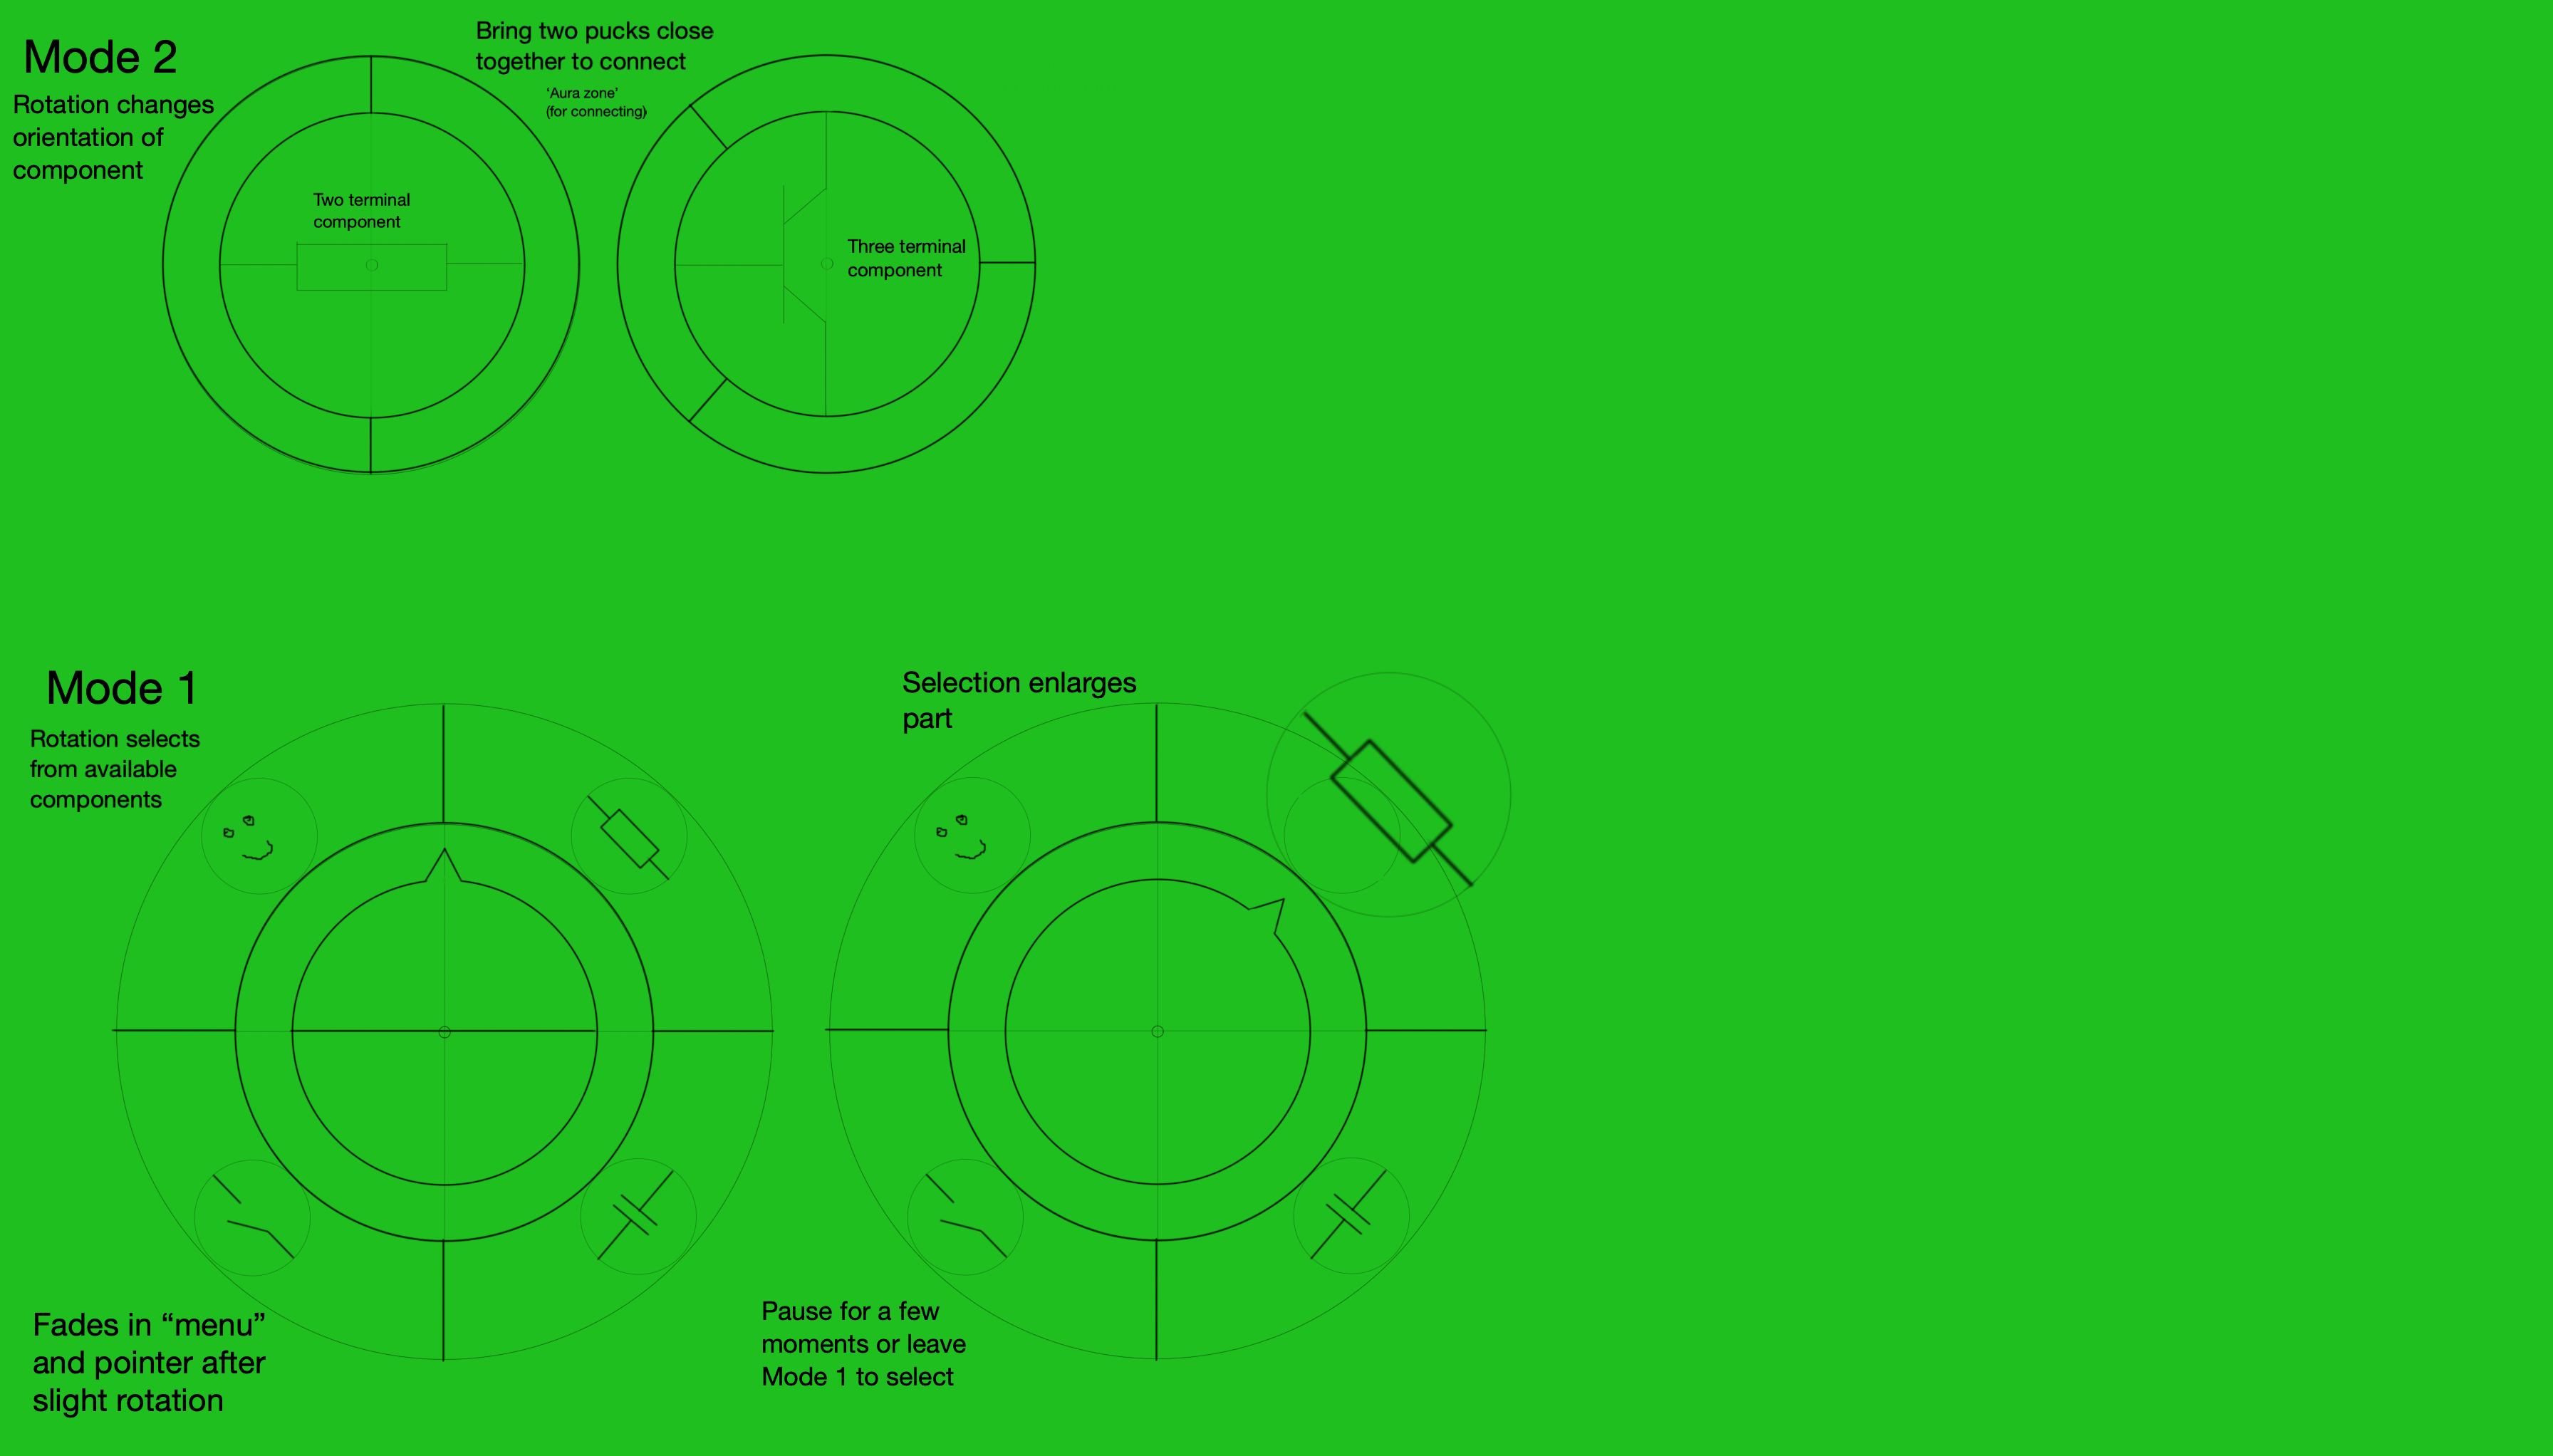 Mode 2
Rotation changes
orientation of
component
Bring two pucks close
together to connect
‘Aura zone’
(for connecting)
Two terminal
component
Three terminal
component
Mode 1
Rotation selects
from available
components
Selection enlarges
part
Fades in “menu”
and pointer after
slight rotation
Pause for a few
moments or leave
Mode 1 to select